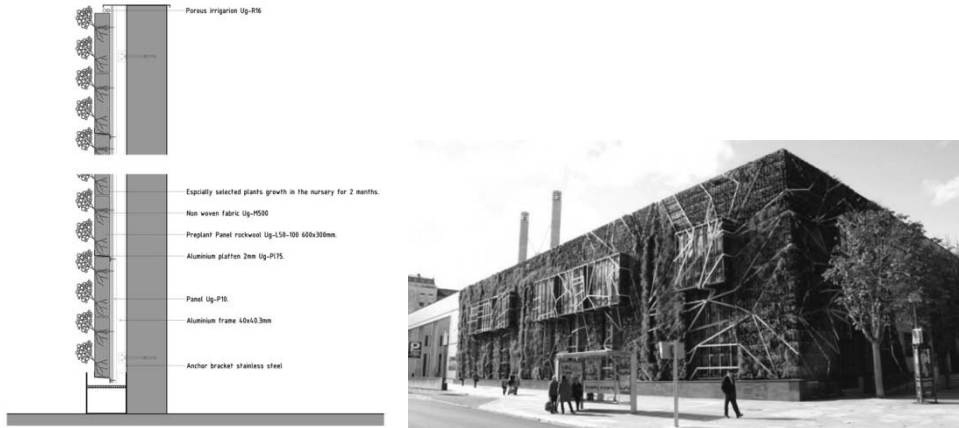 Porous irrigarion Ug-R16
Espcially selected plants growth in the nursery for 2 months.
Non woven fabric Ug-M500
Preplant Panel rockwool Ug-L50-100 600x300mm.
Aluminium platten 2mm Ug-P175.
Panel Ug-P10.
Aluminium frame 40x40.3mm
Anchor bracket stainless steel
P